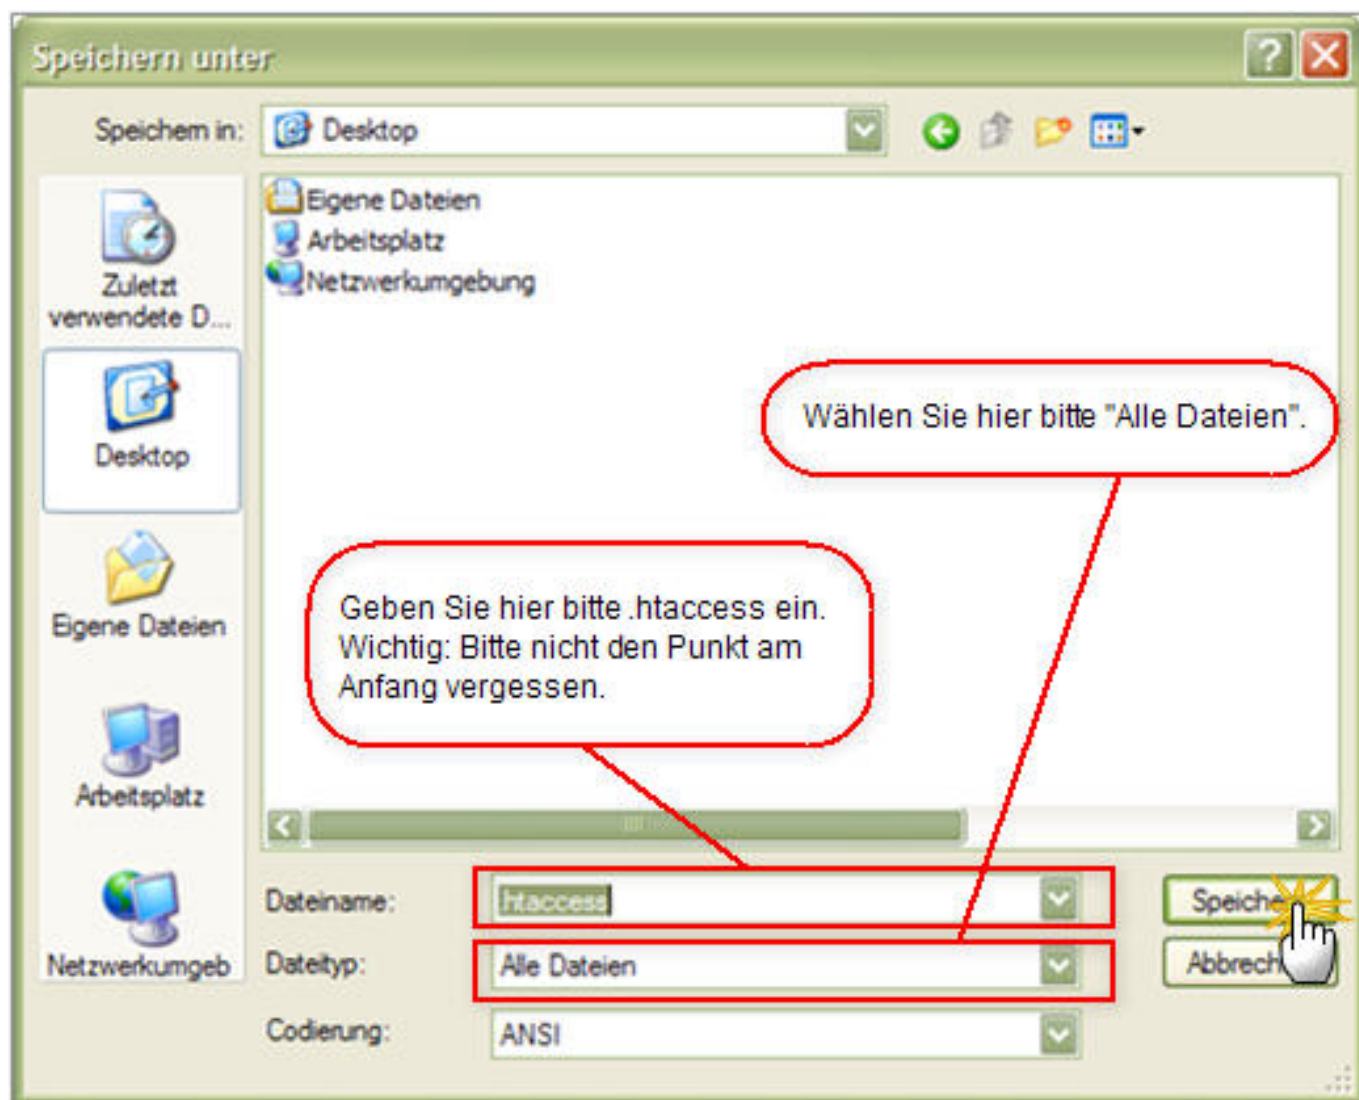 Speichern unter
Speichern in:
Desktop
Eigene Dateien
Arbeitsplatz
Netzwerkumgebung
Zuletzt
verwendete D...
Desktop
Eigene Dateien
Arbeitsplatz
Netzwerkumgeb
Wählen Sie hier bitte "Alle Dateien".
Geben Sie hier bitte .htaccess ein.
Wichtig: Bitte nicht den Punkt am
Anfang vergessen.
Dateiname:
.htaccess
Speiche
Dateityp:
Alle Dateien
Abbrech
Codierung:
ANSI